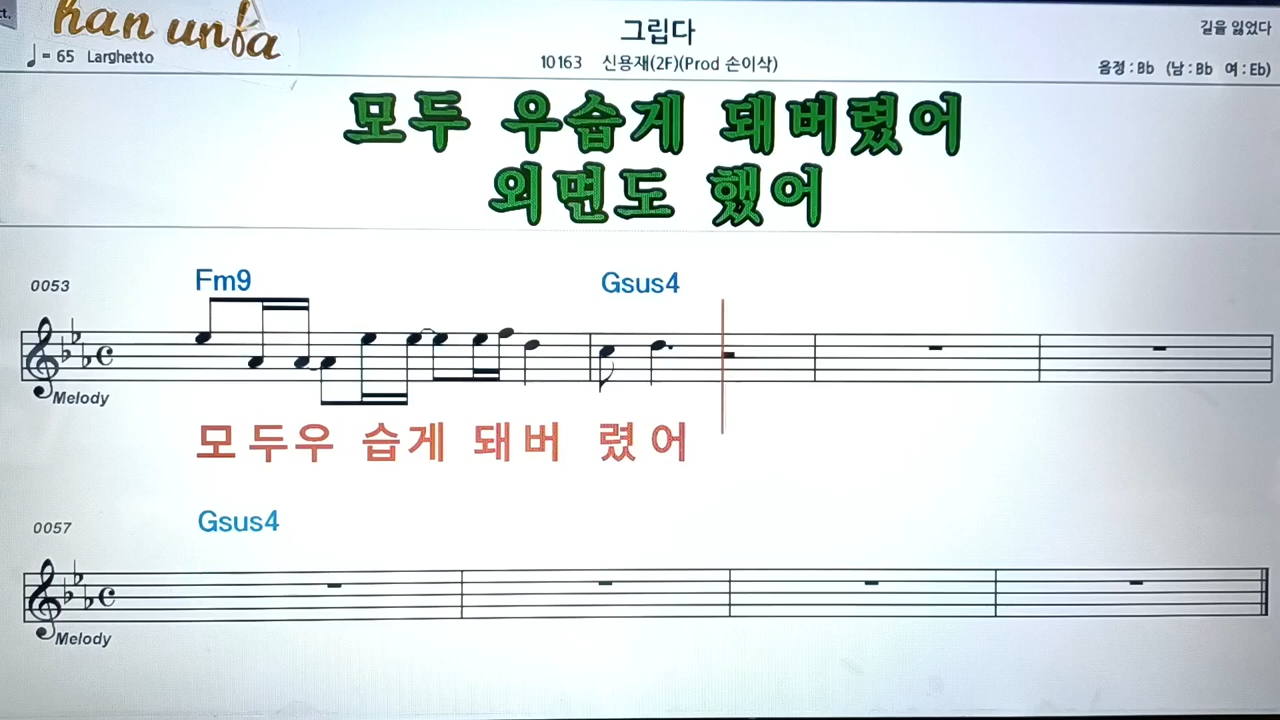 ct.
han unfa
♩= 65 Larghetto
그립다
10163 신용재(2F)(Prod 손이삭)
길을 잃었다
음정 : Bb (남 : Bb 여 : Eb)
모두 우습게 돼버렸어
외면도 했어
0053
Fm9 Gsus4
Melody
모두우 습게 돼버 렸어
0057
Gsus4
Melody